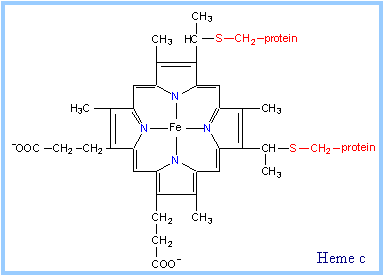 CH₃
HC—S—CH₂—protein
CH₃
H₃C
CH₃
N
N
Fe
N
N
⁻OOC—CH₂—CH₂
CH—S—CH₂—protein
CH₃
CH₂
CH₃
CH₂
COO⁻
Heme c